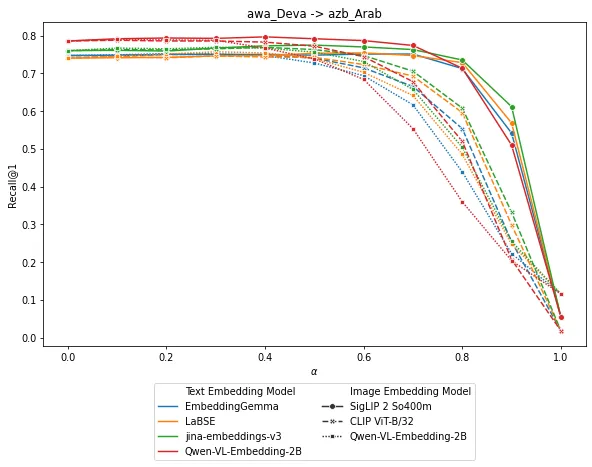 awa_Deva -> azb_Arab
Recall@1
0.8
0.7
0.6
0.5
0.4
0.3
0.2
0.1
0.0
0.0 0.2 0.4 0.6 0.8 1.0
α
Text Embedding Model
EmbeddingGemma
LaBSE
jina-embeddings-v3
Qwen-VL-Embedding-2B
Image Embedding Model
SigLIP 2 So400m
CLIP ViT-B/32
Qwen-VL-Embedding-2B